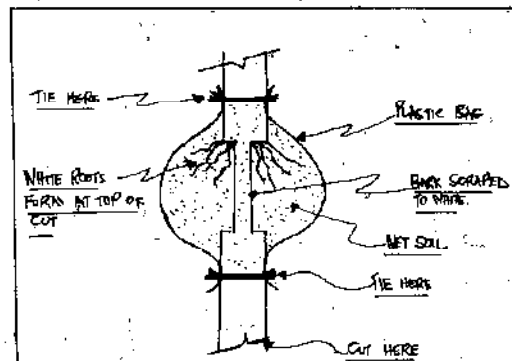 TIE HERE
PLASTIC BAG
WHITE ROOTS
FORM AT TOP OF
CUT
BARK SCRAPED
TO WHITE
WET SOIL
TIE HERE
CUT HERE